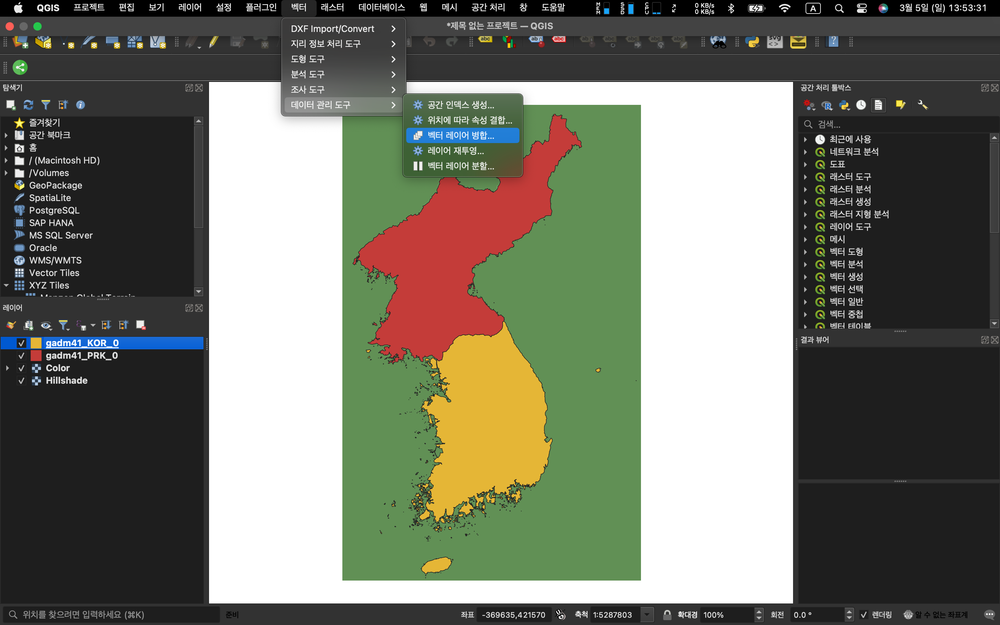 QGIS 프로젝트 편집 보기 레이어 설정 플러그인 벡터 래스터 데이터베이스 웹 메시 공간 처리 창 도움말 MEM SSD CPU 0 KB/s 0 KB/s A 3월 5일 (일) 13:53:31
*제목 없는 프로젝트 — QGIS
DXF Import/Convert
지리 정보 처리 도구
도형 도구
분석 도구
조사 도구
데이터 관리 도구
공간 인덱스 생성...
위치에 따라 속성 결합...
벡터 레이어 병합...
레이어 재투영...
벡터 레이어 분할...
abc ab abc ab abc abc abc abc svg <> ?
탐색기
즐겨찾기
공간 북마크
홈
/ (Macintosh HD)
/Volumes
GeoPackage
SpatiaLite
PostgreSQL
SAP HANA
MS SQL Server
Oracle
WMS/WMTS
Vector Tiles
XYZ Tiles
레이어
gadm41_KOR_0
gadm41_PRK_0
Color
Hillshade
공간 처리 툴박스
검색...
최근에 사용
네트워크 분석
도표
래스터 도구
래스터 분석
래스터 생성
래스터 지형 분석
레이어 도구
메시
벡터 도형
벡터 분석
벡터 생성
벡터 선택
벡터 일반
벡터 중첩
벡터 테이블
결과 뷰어
위치를 찾으려면 입력하세요 (⌘K) 준비 좌표 -369635,421570 축척 1:5287803 확대경 100% 회전 0.0 ° 렌더링 알 수 없는 좌표계